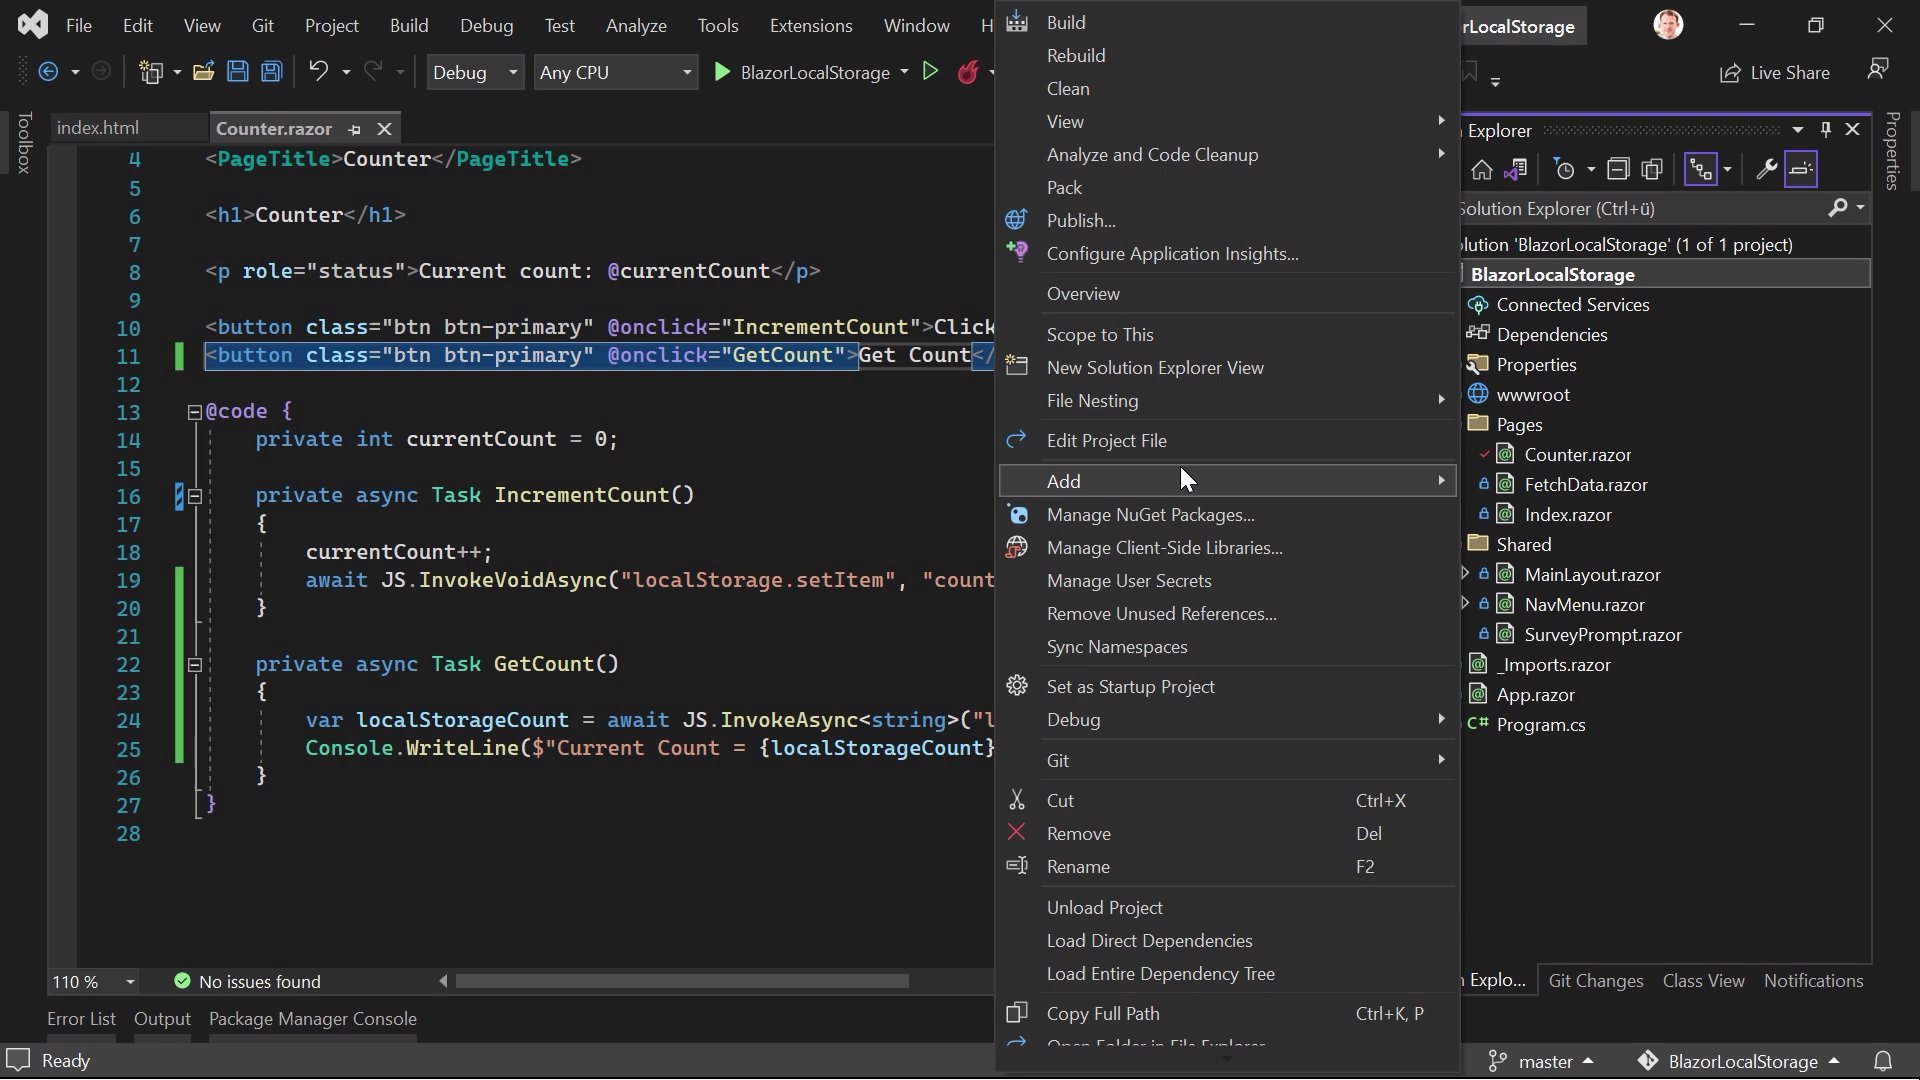 File Edit View Git Project Build Debug Test Analyze Tools Extensions Window
rLocalStorage
Debug Any CPU BlazorLocalStorage
Live Share
Toolbox
index.html Counter.razor
4 <PageTitle>Counter</PageTitle>
5
6 <h1>Counter</h1>
7
8 <p role="status">Current count: @currentCount</p>
9
10 <button class="btn btn-primary" @onclick="IncrementCount">Click
11 <button class="btn btn-primary" @onclick="GetCount">Get Count</
12
13 @code {
14 private int currentCount = 0;
15
16 private async Task IncrementCount()
17 {
18 currentCount++;
19 await JS.InvokeVoidAsync("localStorage.setItem", "count
20 }
21
22 private async Task GetCount()
23 {
24 var localStorageCount = await JS.InvokeAsync<string>("l
25 Console.WriteLine($"Current Count = {localStorageCount}
26 }
27 }
28
110 % No issues found
Error List Output Package Manager Console
Ready
Build
Rebuild
Clean
View
Analyze and Code Cleanup
Pack
Publish...
Configure Application Insights...
Overview
Scope to This
New Solution Explorer View
File Nesting
Edit Project File
Add
Manage NuGet Packages...
Manage Client-Side Libraries...
Manage User Secrets
Remove Unused References...
Sync Namespaces
Set as Startup Project
Debug
Git
Cut Ctrl+X
Remove Del
Rename F2
Unload Project
Load Direct Dependencies
Load Entire Dependency Tree
Copy Full Path Ctrl+K, P
Open Folder in File Explorer
Explorer
Solution Explorer (Ctrl+ü)
lution 'BlazorLocalStorage' (1 of 1 project)
BlazorLocalStorage
Connected Services
Dependencies
Properties
wwwroot
Pages
Counter.razor
FetchData.razor
Index.razor
Shared
MainLayout.razor
NavMenu.razor
SurveyPrompt.razor
_Imports.razor
App.razor
C# Program.cs
Properties
Explo... Git Changes Class View Notifications
master BlazorLocalStorage